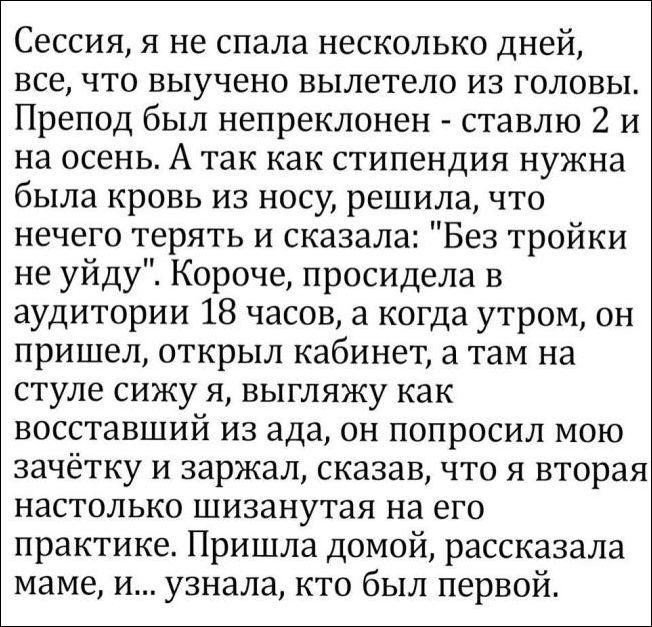 Сессия, я не спала несколько дней,
все, что выучено вылетело из головы.
Препод был непреклонен - ставлю 2 и
на осень. А так как стипендия нужна
была кровь из носу, решила, что
нечего терять и сказала: "Без тройки
не уйду". Короче, просидела в
аудитории 18 часов, а когда утром, он
пришел, открыл кабинет, а там на
стуле сижу я, выгляжу как
восставший из ада, он попросил мою
зачётку и заржал, сказав, что я вторая
настолько шизанутая на его
практике. Пришла домой, рассказала
маме, и... узнала, кто был первой.